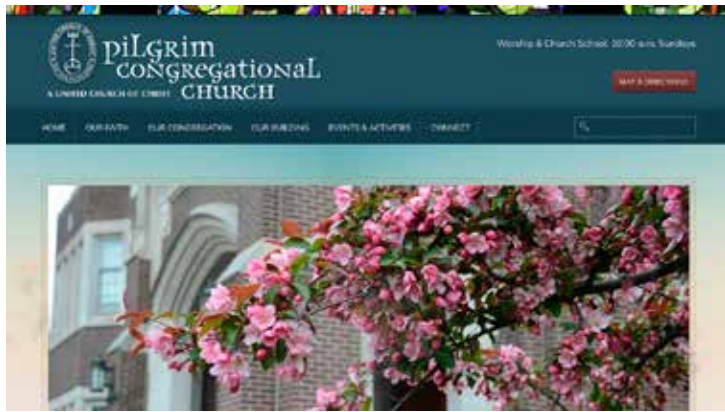 piLgrim
congregationaL
A UNITED CHURCH OF CHRIST CHURCH
Worship & Church School: 10:00 a.m. Sundays
MAP & DIRECTIONS
HOME OUR FAITH OUR CONGREGATION OUR BUILDING EVENTS & ACTIVITIES CONNECT